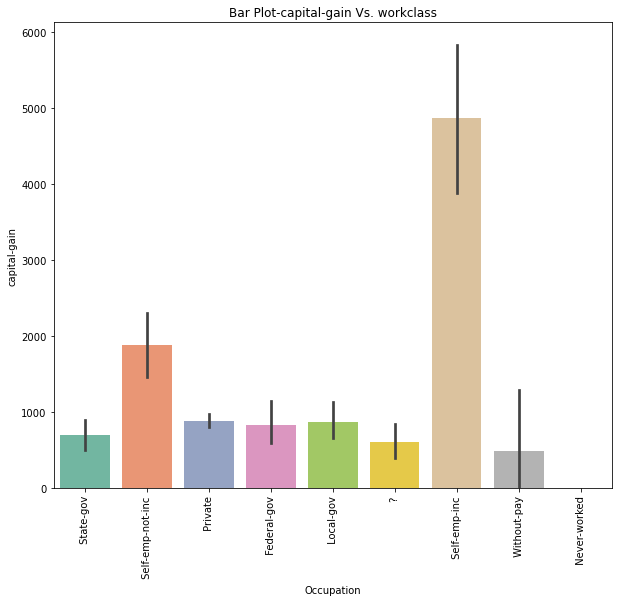 Bar Plot-capital-gain Vs. workclass
capital-gain
6000
5000
4000
3000
2000
1000
0
State-gov
Self-emp-not-inc
Private
Federal-gov
Local-gov
?
Self-emp-inc
Without-pay
Never-worked
Occupation